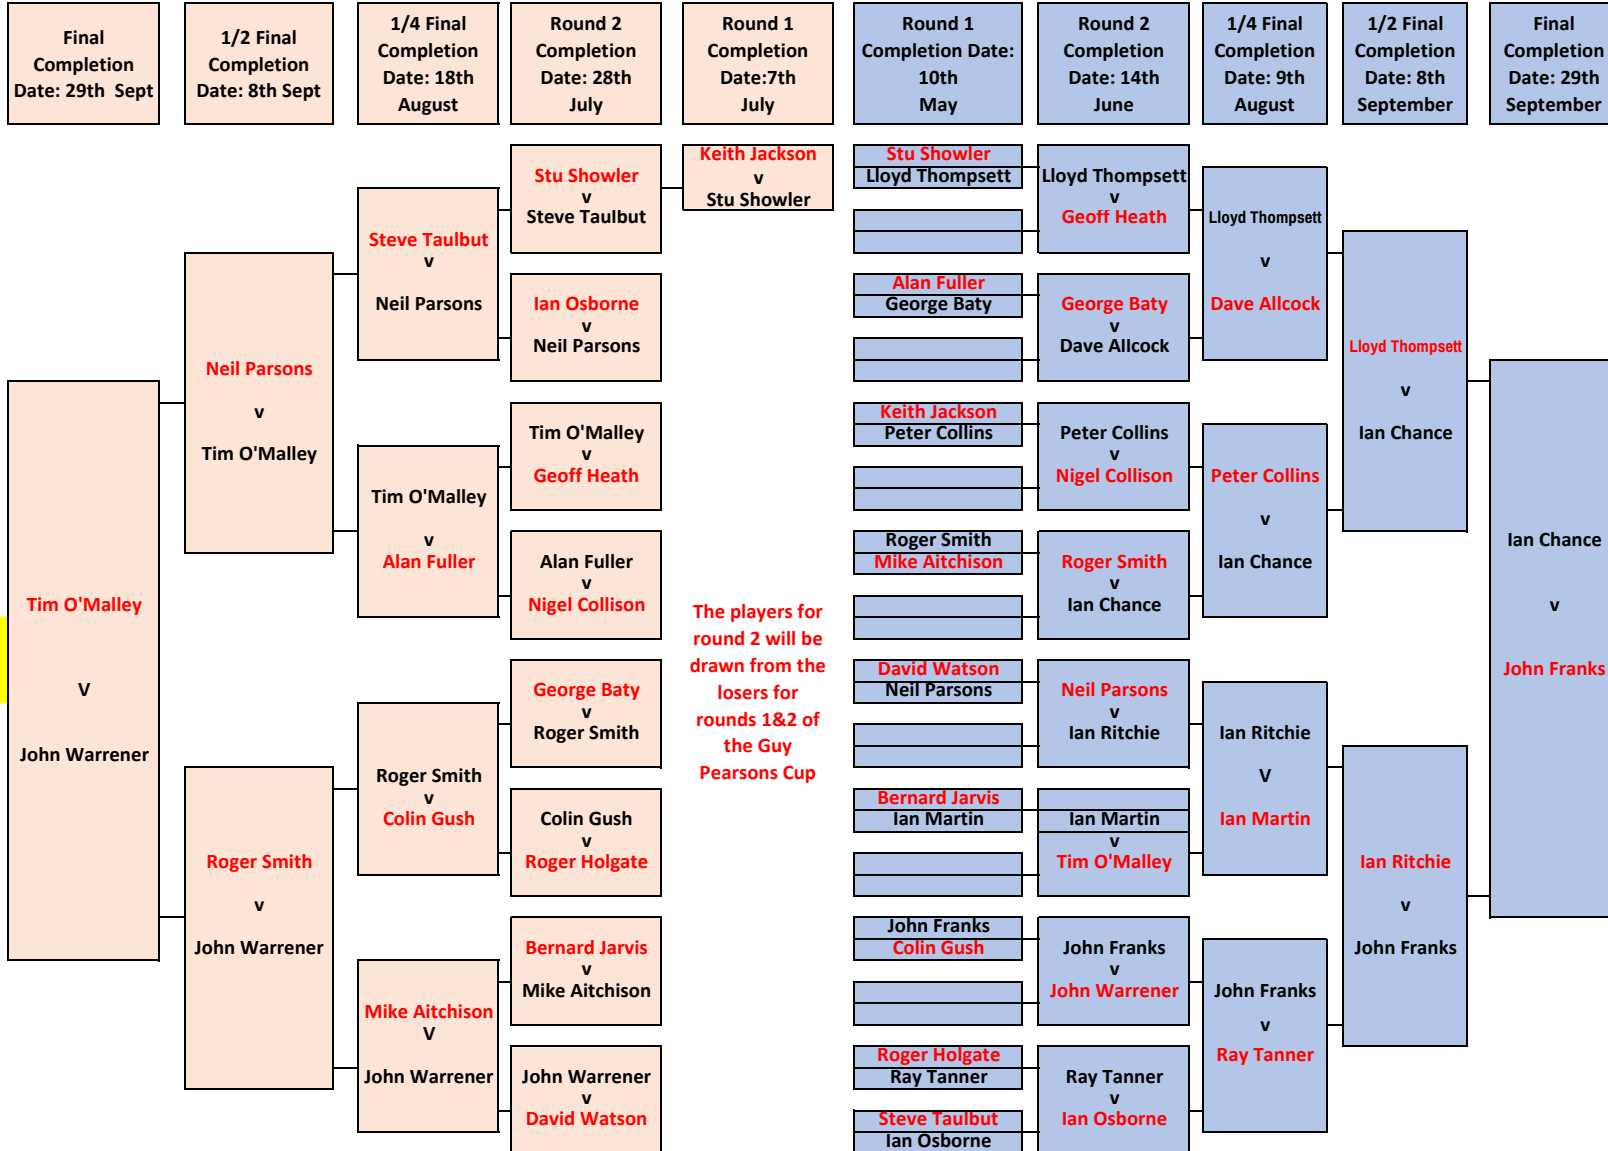 Final
Completion
Date: 29th  Sept
1/2 Final
Completion
Date: 8th Sept
1/4 Final
Completion
Date: 18th
August
Round 2
Completion
Date: 28th
July
Round 1
Completion
Date:7th
July
Round 1
Completion Date:
10th
May
Round 2
Completion
Date: 14th
June
1/4 Final
Completion
Date: 9th
August
1/2 Final
Completion
Date: 8th
September
Final
Completion
Date: 29th
September
Tim O'Malley
V
John Warrener
Neil Parsons
v
Tim O'Malley
Roger Smith
v
John Warrener
Steve Taulbut
v
Neil Parsons
Tim O'Malley
v
Alan Fuller
Roger Smith
v
Colin Gush
Mike Aitchison
V
John Warrener
Stu Showler
v
Steve Taulbut
Ian Osborne
v
Neil Parsons
Tim O'Malley
v
Geoff Heath
Alan Fuller
v
Nigel Collison
George Baty
v
Roger Smith
Colin Gush
v
Roger Holgate
Bernard Jarvis
v
Mike Aitchison
John Warrener
v
David Watson
Keith Jackson
v
Stu Showler
The players for
round 2 will be
drawn from the
losers for
rounds 1&2 of
the Guy
Pearsons Cup
Stu Showler
Lloyd Thompsett
Alan Fuller
George Baty
Keith Jackson
Peter Collins
Roger Smith
Mike Aitchison
David Watson
Neil Parsons
Bernard Jarvis
Ian Martin
John Franks
Colin Gush
Roger Holgate
Ray Tanner
Steve Taulbut
Ian Osborne
Lloyd Thompsett
v
Geoff Heath
George Baty
v
Dave Allcock
Peter Collins
v
Nigel Collison
Roger Smith
v
Ian Chance
Neil Parsons
v
Ian Ritchie
Ian Martin
v
Tim O'Malley
John Franks
v
John Warrener
Ray Tanner
v
Ian Osborne
Lloyd Thompsett
v
Dave Allcock
Peter Collins
v
Ian Chance
Ian Ritchie
V
Ian Martin
John Franks
v
Ray Tanner
Lloyd Thompsett
v
Ian Chance
Ian Ritchie
v
John Franks
Ian Chance
v
John Franks